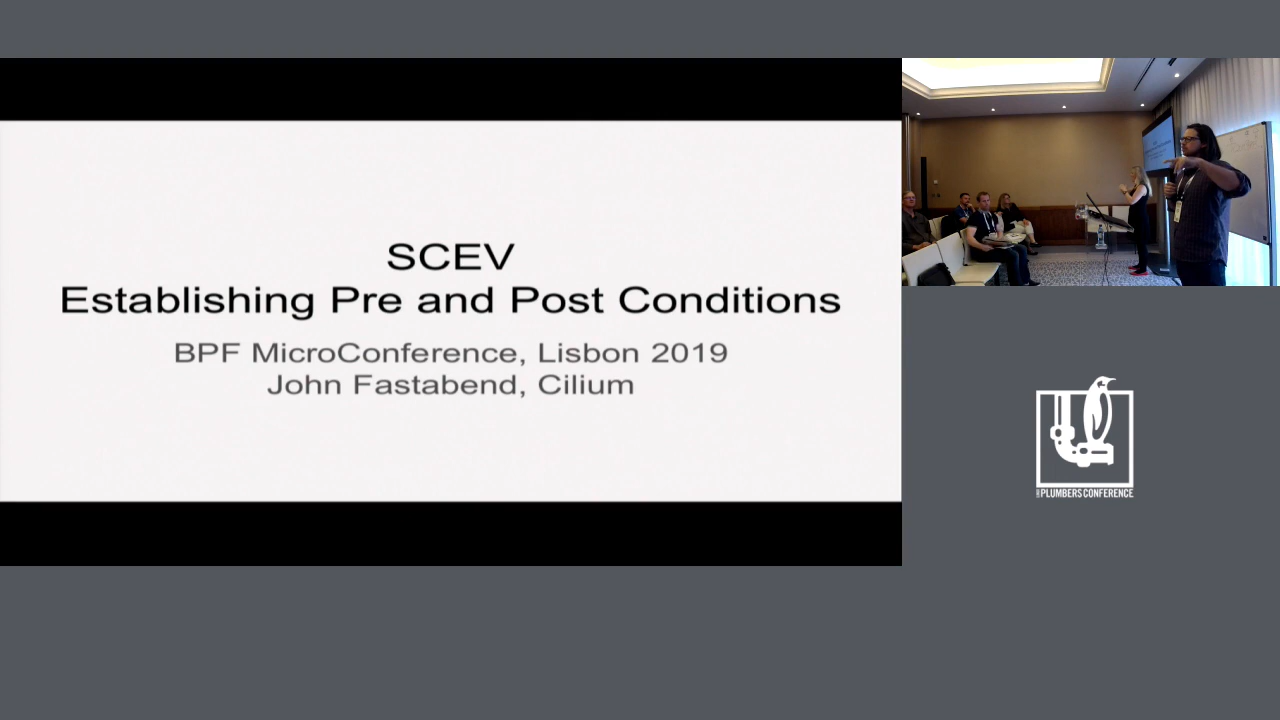 SCEV
Establishing Pre and Post Conditions
BPF MicroConference, Lisbon 2019
John Fastabend, Cilium
PLUMBERS CONFERENCE